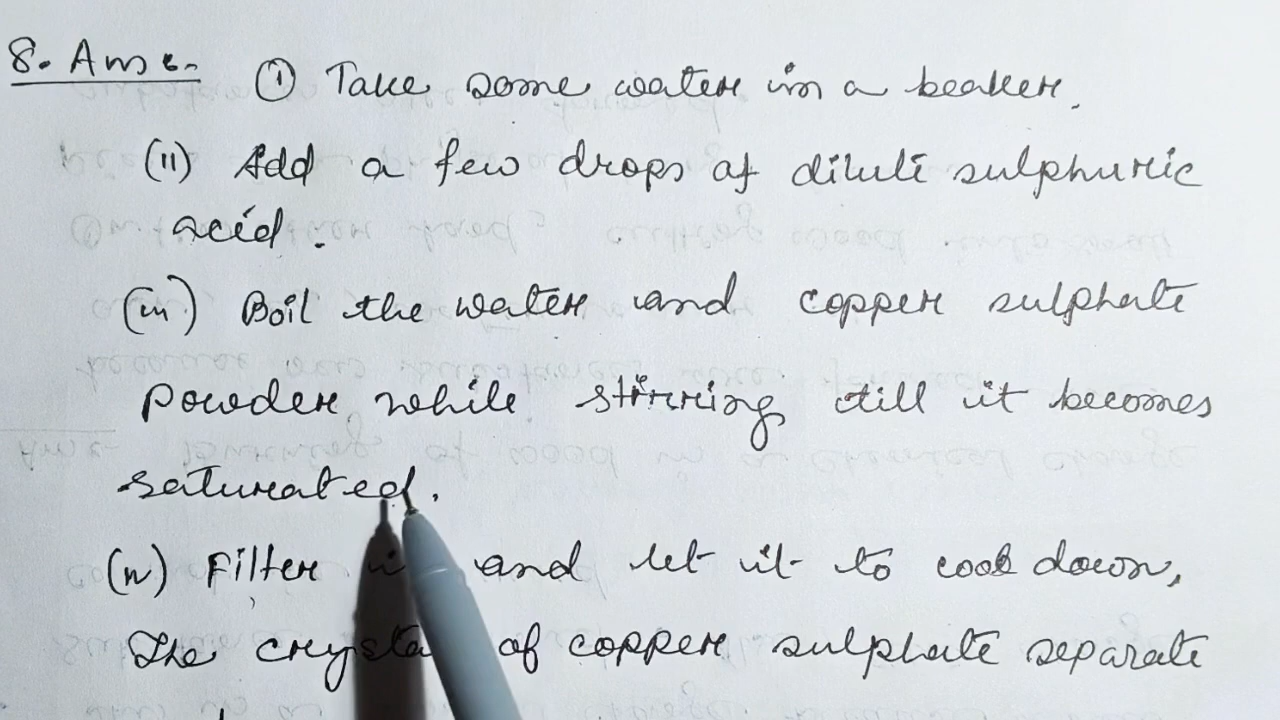 8. Ans. (i) Take some water in a beaker.
(ii) Add a few drops of dilute sulphuric
acid.
(iii) Boil the water and copper sulphate
powder while stirring till it becomes
saturated.
(iv) Filter it and let it to cool down,
The crystal of copper sulphate separate